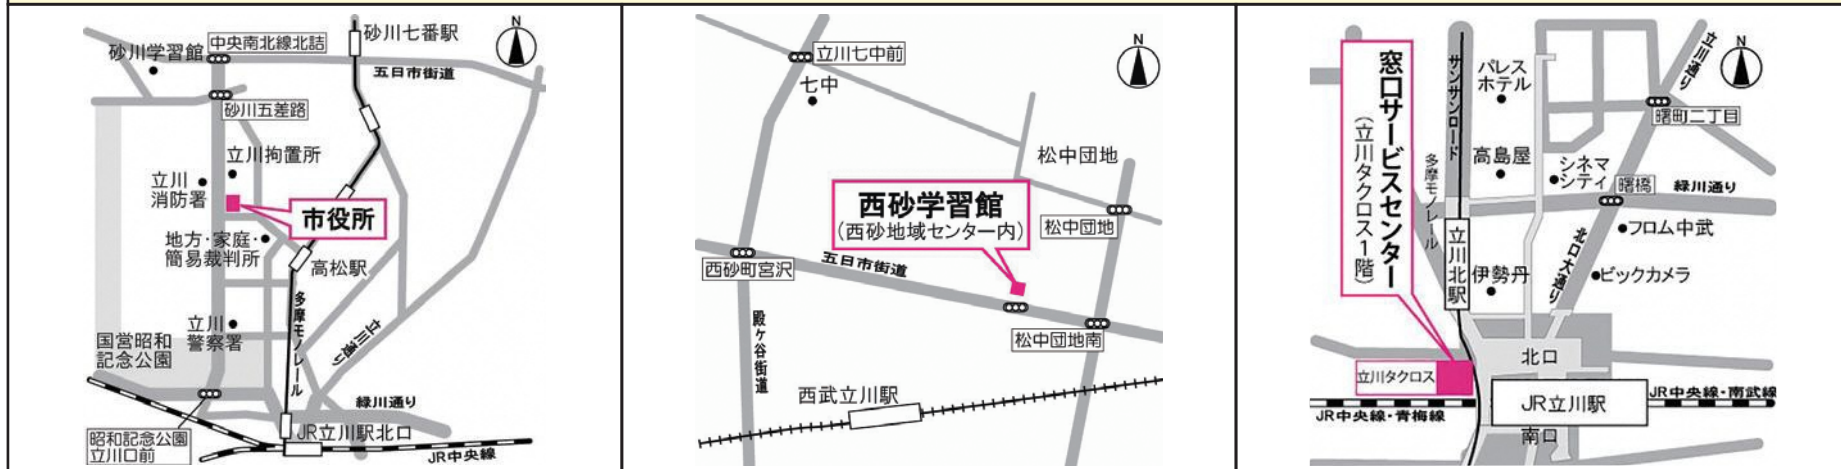 N
砂川七番駅
中央南北線北詰
砂川学習館
五日市街道
砂川五差路
立川拘置所
立川
消防署
市役所
地方・家庭・
簡易裁判所
高松駅
多摩モノレール
立川通り
立川
警察署
国営昭和
記念公園
緑川通り
JR立川駅北口
昭和記念公園
立川口前
JR中央線
N
立川七中前
七中
松中団地
西砂学習館
(西砂地域センター内)
松中団地
西砂町宮沢
五日市街道
松中団地南
殿ヶ谷街道
西武立川駅
N
窓口サービスセンター
(立川タクロス1階)
サンサンロード
パレス
ホテル
立川通り
曙町二丁目
高島屋
シネマ
シティ
曙橋
緑川通り
多摩モノレール
立川北駅
フロム中武
北口大通り
伊勢丹
ビックカメラ
北口
立川タクロス
JR立川駅
JR中央線・南武線
JR中央線・青梅線
南口